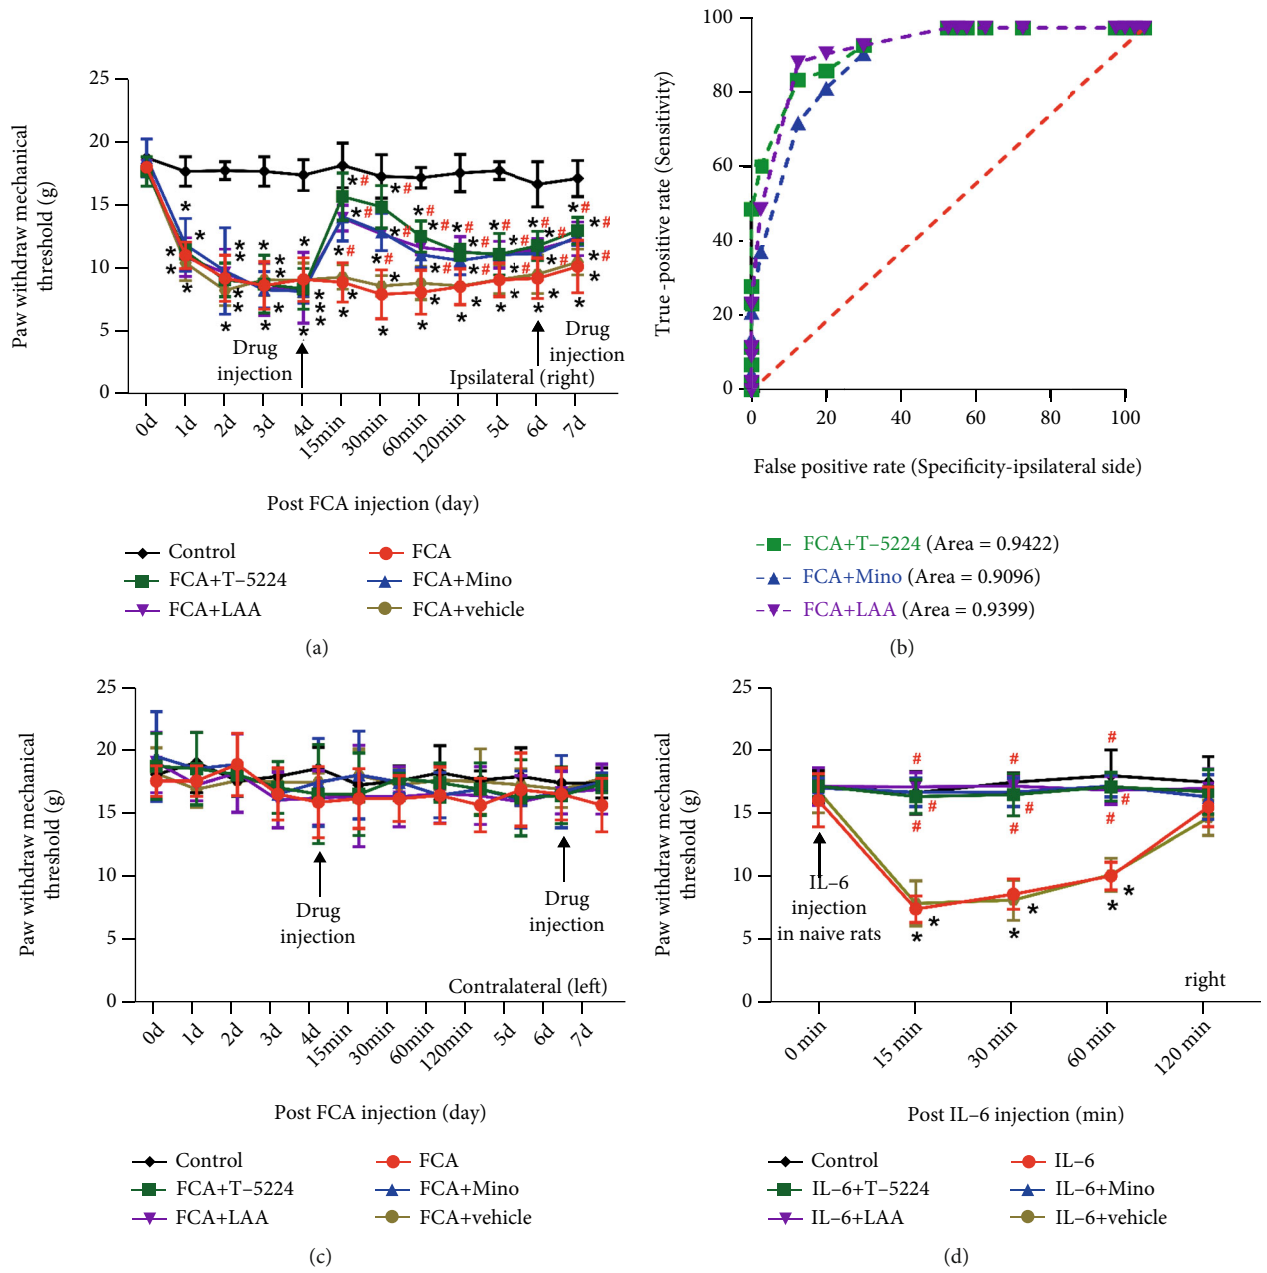 Paw withdraw mechanical
threshold (g)
25
20
15
10
5
0
Drug
injection
Ipsilateral (right)
Drug
injection
0d 1d 2d 3d 4d 15min 30min 60min 120min 5d 6d 7d
Post FCA injection (day)
Control
FCA
FCA+T–5224
FCA+Mino
FCA+LAA
FCA+vehicle
(a)
True -positive rate (Sensitivity)
100
80
60
40
20
0
0 20 40 60 80 100
False positive rate (Specificity-ipsilateral side)
FCA+T–5224 (Area = 0.9422)
FCA+Mino (Area = 0.9096)
FCA+LAA (Area = 0.9399)
(b)
Paw withdraw mechanical
threshold (g)
25
20
15
10
5
0
Drug
injection
Drug
injection
Contralateral (left)
0d 1d 2d 3d 4d 15min 30min 60min 120min 5d 6d 7d
Post FCA injection (day)
Control
FCA
FCA+T–5224
FCA+Mino
FCA+LAA
FCA+vehicle
(c)
Paw withdraw mechanical
threshold (g)
25
20
15
10
5
0
IL–6
injection
in naive rats
right
0 min 15 min 30 min 60 min 120 min
Post IL–6 injection (min)
Control
IL–6
IL–6+T–5224
IL–6+Mino
IL–6+LAA
IL–6+vehicle
(d)